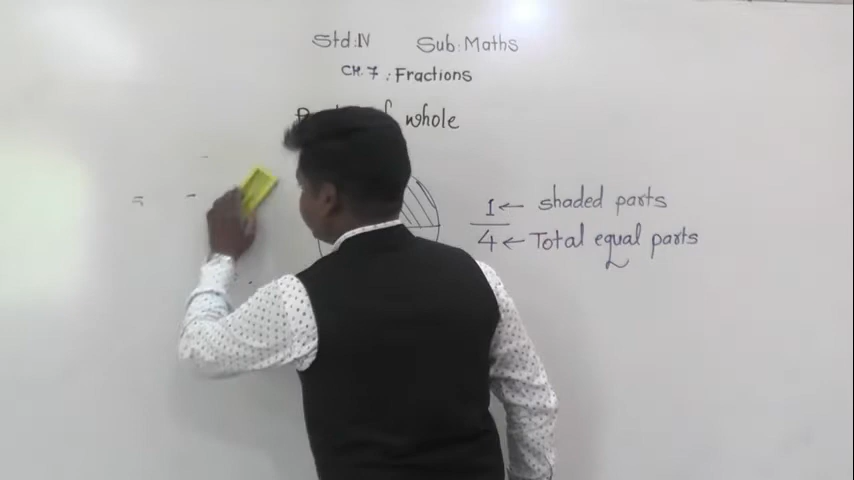 Std: IV Sub: Maths
CH. 7 : Fractions
whole
1 ← shaded parts
4 ← Total equal parts